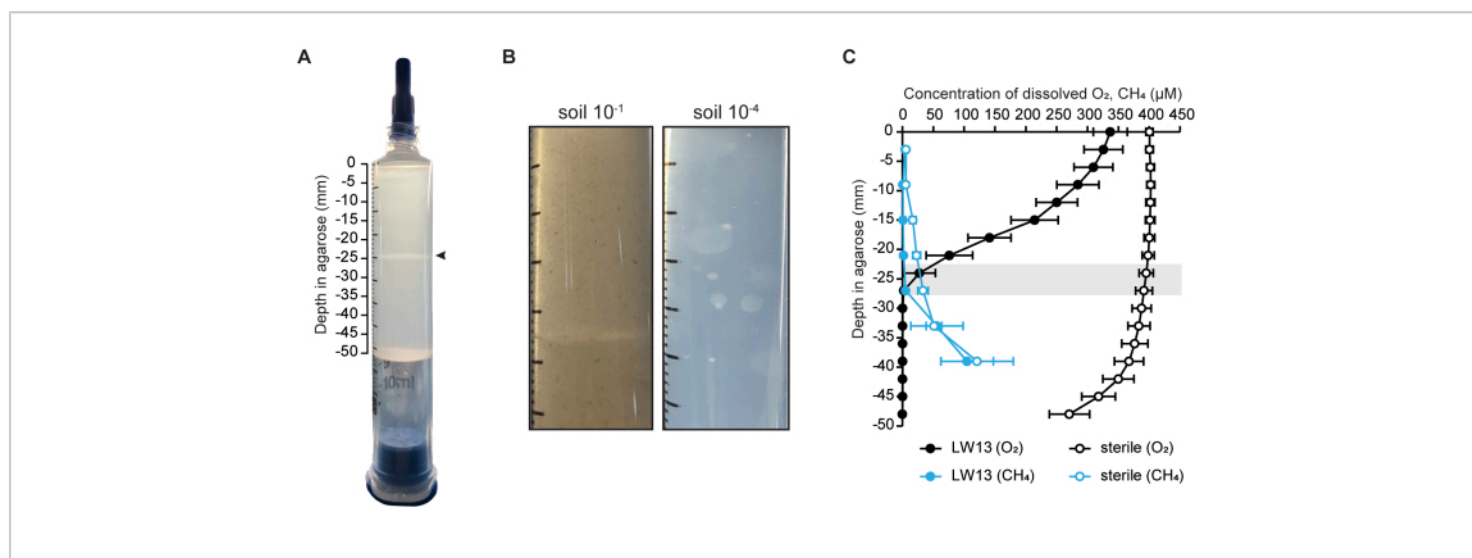 A
B
C
0
-5
-10
-15
-20
-25
-30
-35
-40
-45
-50
Depth in agarose (mm)
10ml
soil 10⁻¹
soil 10⁻⁴
Concentration of dissolved O₂, CH₄ (µM)
0 50 100 150 200 250 300 350 400 450
0
-5
-10
-15
-20
-25
-30
-35
-40
-45
-50
Depth in agarose (mm)
LW13 (O₂) sterile (O₂)
LW13 (CH₄) sterile (CH₄)